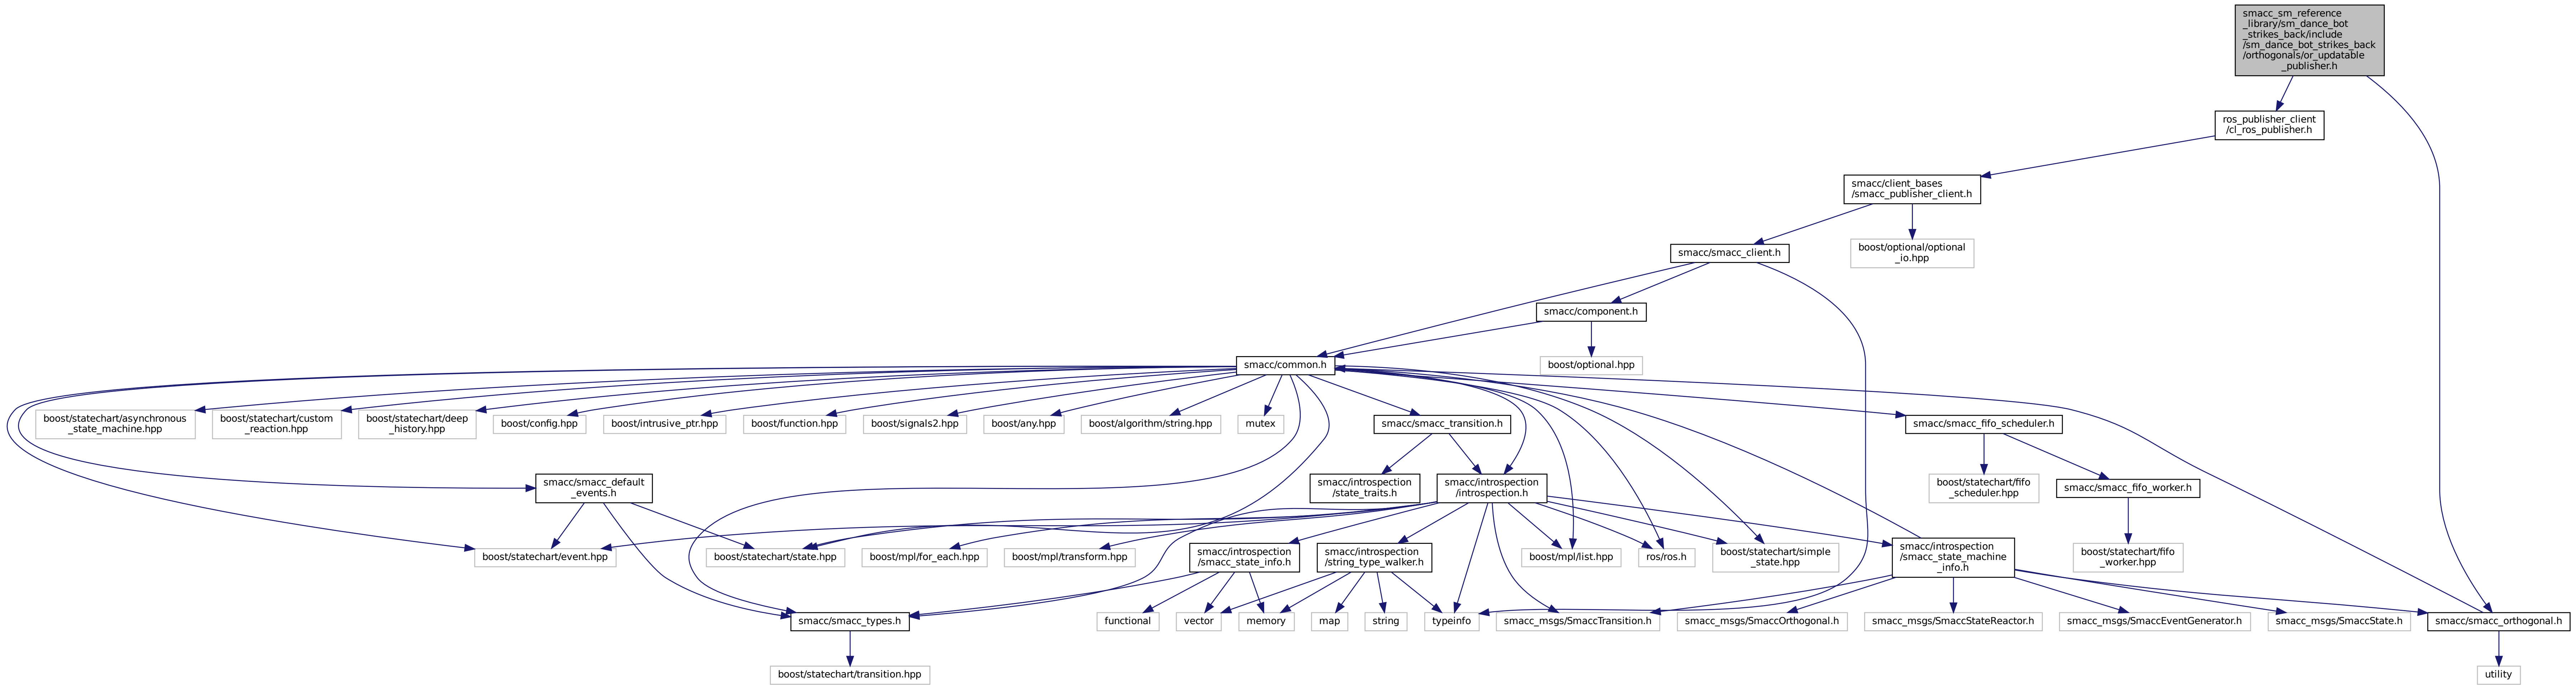 smacc_sm_reference
_library/sm_dance_bot
_strikes_back/include
/sm_dance_bot_strikes_back
/orthogonals/or_updatable
_publisher.h
ros_publisher_client
/cl_ros_publisher.h
smacc/client_bases
/smacc_publisher_client.h
smacc/smacc_client.h
boost/optional/optional
_io.hpp
smacc/component.h
smacc/common.h
boost/optional.hpp
boost/statechart/asynchronous
_state_machine.hpp
boost/statechart/custom
_reaction.hpp
boost/statechart/deep
_history.hpp
boost/config.hpp
boost/intrusive_ptr.hpp
boost/function.hpp
boost/signals2.hpp
boost/any.hpp
boost/algorithm/string.hpp
mutex
smacc/smacc_transition.h
smacc/smacc_fifo_scheduler.h
smacc/smacc_default
_events.h
smacc/introspection
/state_traits.h
smacc/introspection
/introspection.h
boost/statechart/fifo
_scheduler.hpp
smacc/smacc_fifo_worker.h
boost/statechart/event.hpp
boost/statechart/state.hpp
boost/mpl/for_each.hpp
boost/mpl/transform.hpp
smacc/introspection
/smacc_state_info.h
smacc/introspection
/string_type_walker.h
boost/mpl/list.hpp
ros/ros.h
boost/statechart/simple
_state.hpp
smacc/introspection
/smacc_state_machine
_info.h
boost/statechart/fifo
_worker.hpp
smacc/smacc_types.h
functional
vector
memory
map
string
typeinfo
smacc_msgs/SmaccTransition.h
smacc_msgs/SmaccOrthogonal.h
smacc_msgs/SmaccStateReactor.h
smacc_msgs/SmaccEventGenerator.h
smacc_msgs/SmaccState.h
smacc/smacc_orthogonal.h
boost/statechart/transition.hpp
utility